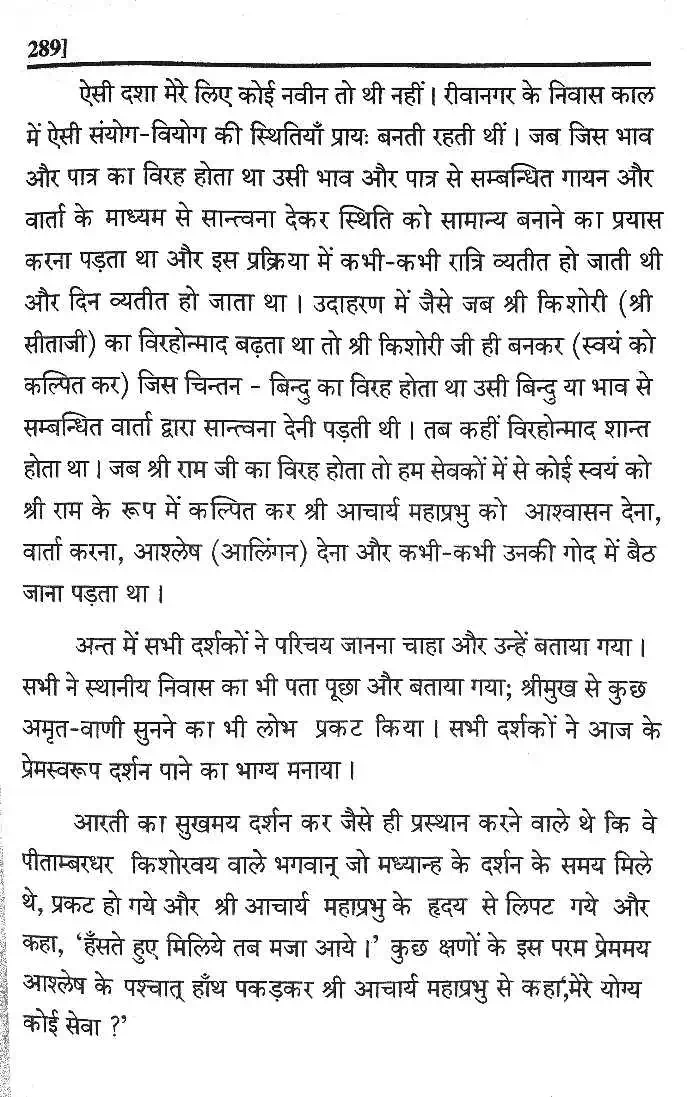 289]
ऐसी दशा मेरे लिए कोई नवीन तो थी नहीं । रीवानगर के निवास काल
में ऐसी संयोग-वियोग की स्थितियाँ प्रायः बनती रहती थीं । जब जिस भाव
और पात्र का विरह होता था उसी भाव और पात्र से सम्बन्धित गायन और
वार्ता के माध्यम से सान्त्वना देकर स्थिति को सामान्य बनाने का प्रयास
करना पड़ता था और इस प्रक्रिया में कभी-कभी रात्रि व्यतीत हो जाती थी
और दिन व्यतीत हो जाता था । उदाहरण में जैसे जब श्री किशोरी (श्री
सीताजी) का विरहोन्माद बढ़ता था तो श्री किशोरी जी ही बनकर (स्वयं को
कल्पित कर) जिस चिन्तन - बिन्दु का विरह होता था उसी बिन्दु या भाव से
सम्बन्धित वार्ता द्वारा सान्त्वना देनी पड़ती थी । तब कहीं विरहोन्माद शान्त
होता था । जब श्री राम जी का विरह होता तो हम सेवकों में से कोई स्वयं को
श्री राम के रूप में कल्पित कर श्री आचार्य महाप्रभु को आश्वासन देना,
वार्ता करना, आश्लेष (आलिंगन) देना और कभी-कभी उनकी गोद में बैठ
जाना पड़ता था ।
अन्त में सभी दर्शकों ने परिचय जानना चाहा और उन्हें बताया गया ।
सभी ने स्थानीय निवास का भी पता पूछा और बताया गया; श्रीमुख से कुछ
अमृत-वाणी सुनने का भी लोभ प्रकट किया । सभी दर्शकों ने आज के
प्रेमस्वरूप दर्शन पाने का भाग्य मनाया ।
आरती का सुखमय दर्शन कर जैसे ही प्रस्थान करने वाले थे कि वे
पीताम्बरधर किशोरवय वाले भगवान् जो मध्यान्ह के दर्शन के समय मिले
थे, प्रकट हो गये और श्री आचार्य महाप्रभु के हृदय से लिपट गये और
कहा, ‘हँसते हुए मिलिये तब मजा आये ।’ कुछ क्षणों के इस परम प्रेममय
आश्लेष के पश्चात् हाँथ पकड़कर श्री आचार्य महाप्रभु से कहा‘,मेरे योग्य
कोई सेवा ?’